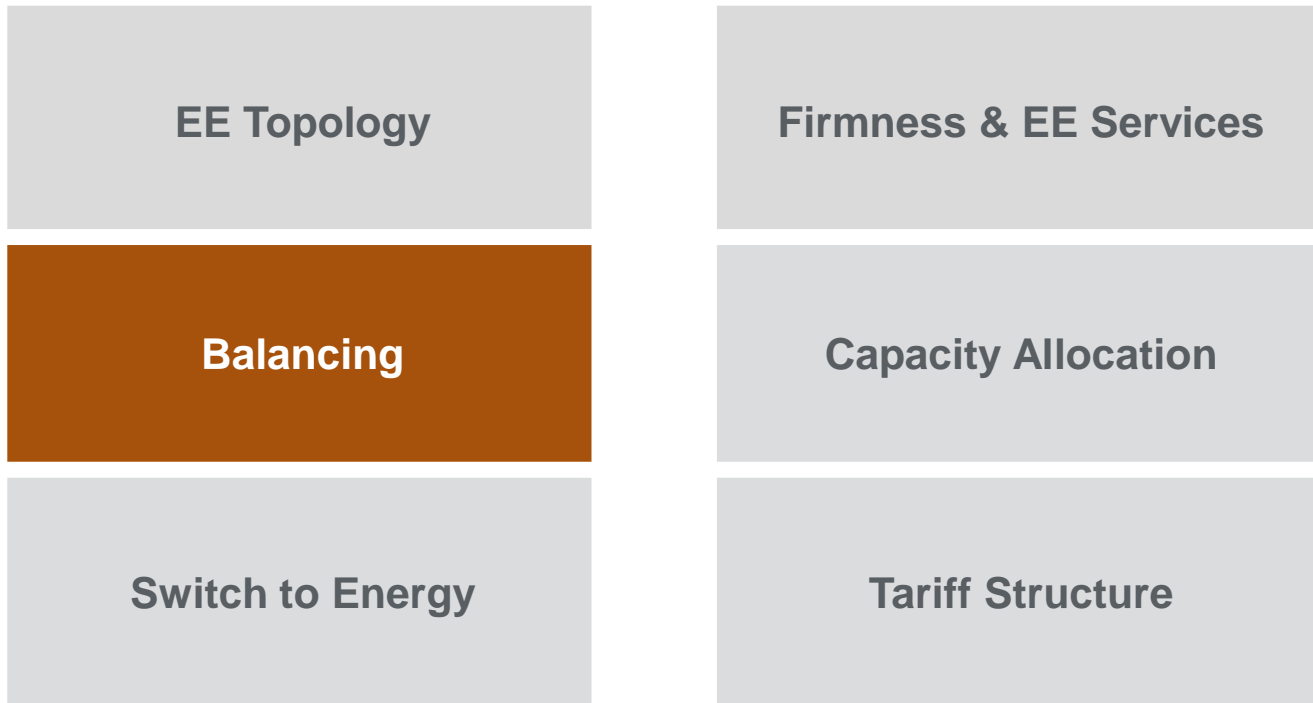 EE Topology
Firmness & EE Services
Balancing
Capacity Allocation
Switch to Energy
Tariff Structure